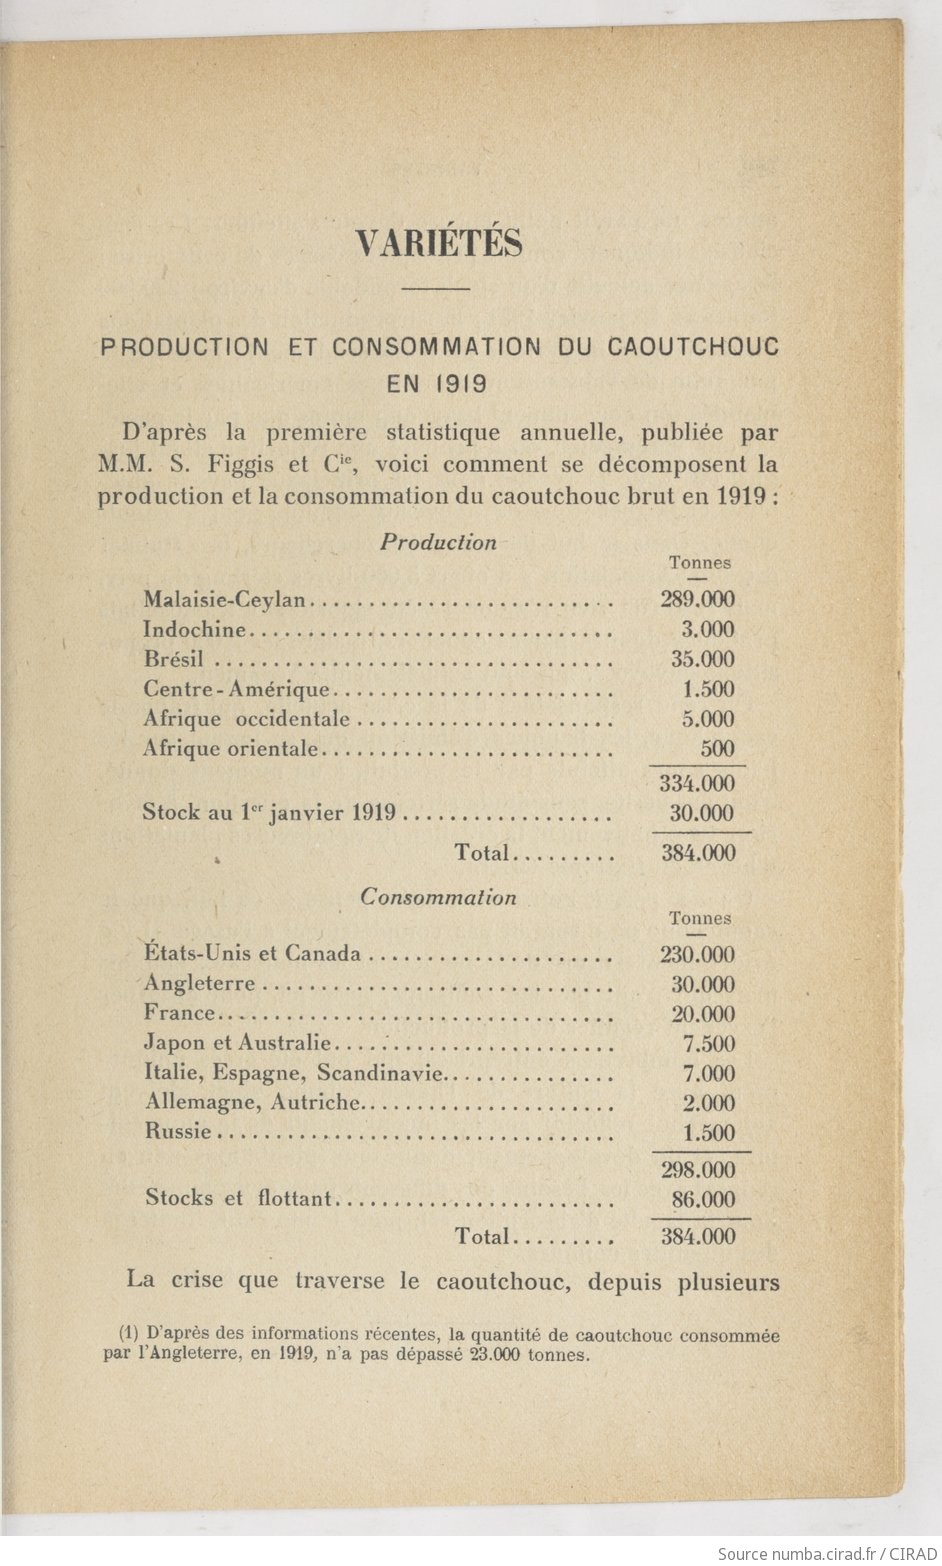 VARIÉTÉS
PRODUCTION ET CONSOMMATION DU CAOUTCHOUC
EN 1919
D'après la première statistique annuelle, publiée par
M.M. S. Figgis et Cie, voici comment se décomposent la
production et la consommation du caoutchouc brut en 1919 :
Production
Tonnes
Malaisie-Ceylan.......................... 289.000
Indochine............................... 3.000
Brésil .................................. 35.000
Centre-Amérique........................ 1.500
Afrique occidentale ...................... 5.000
Afrique orientale......................... 500
334.000
Stock au 1er janvier 1919 .................. 30.000
Total......... 384.000
Consommation
Tonnes
États-Unis et Canada ..................... 230.000
Angleterre .............................. 30.000
France.................................. 20.000
Japon et Australie........................ 7.500
Italie, Espagne, Scandinavie............... 7.000
Allemagne, Autriche...................... 2.000
Russie .................................. 1.500
298.000
Stocks et flottant........................ 86.000
Total......... 384.000
La crise que traverse le caoutchouc, depuis plusieurs
(1) D'après des informations récentes, la quantité de caoutchouc consommée
par l'Angleterre, en 1919, n'a pas dépassé 23.000 tonnes.
Source numba.cirad.fr / CIRAD